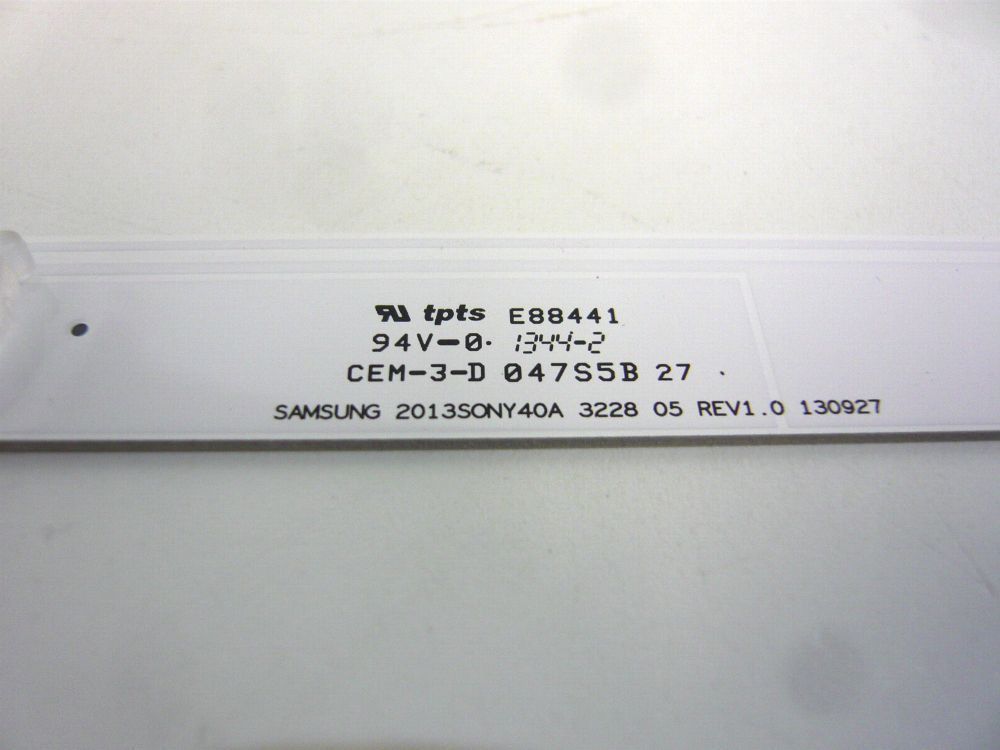 tpts E88441
94V-0 1344-2
CEM-3-D 047S5B 27
SAMSUNG 2013SONY40A 3228 05 REV1.0 130927